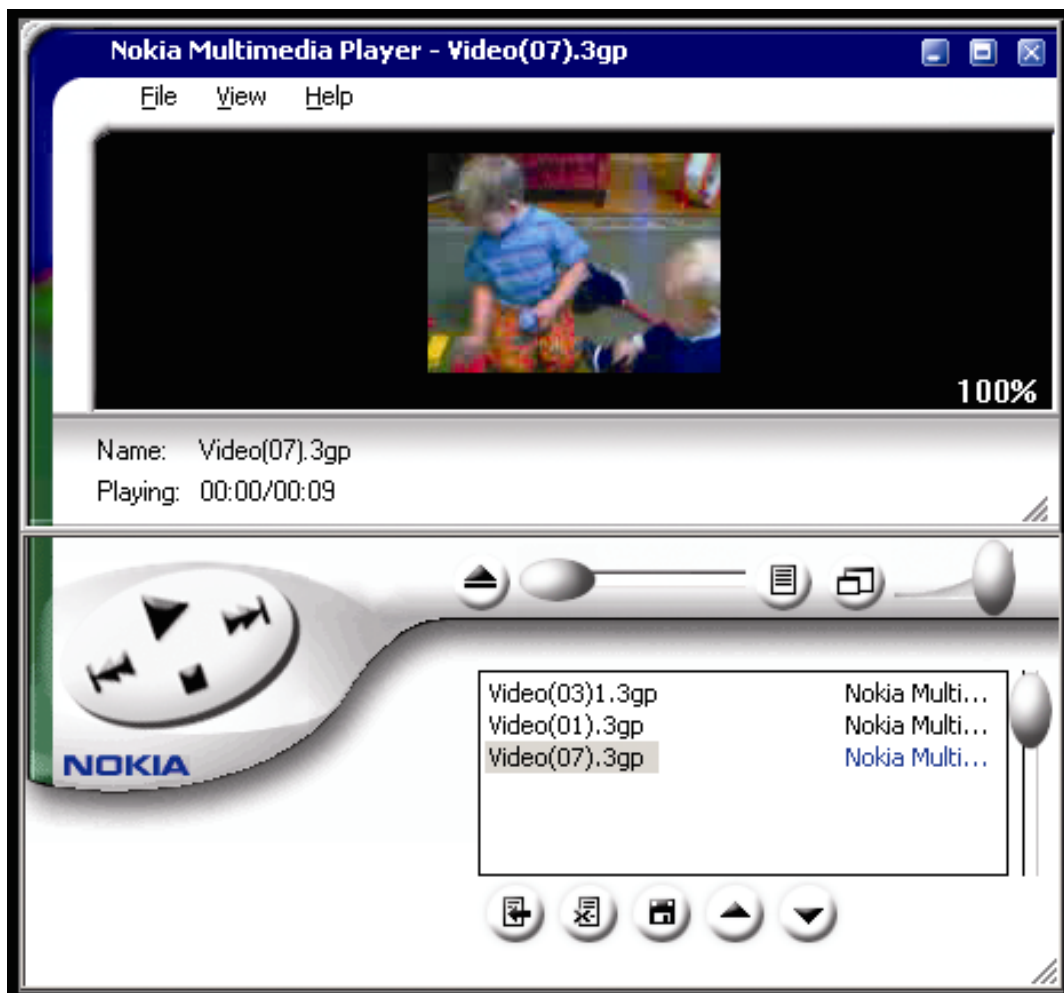 Nokia Multimedia Player - Video(07).3gp
File View Help
100%
Name: Video(07).3gp
Playing: 00:00/00:09
NOKIA
Video(03)1.3gp Nokia Multi...
Video(01).3gp Nokia Multi...
Video(07).3gp Nokia Multi...